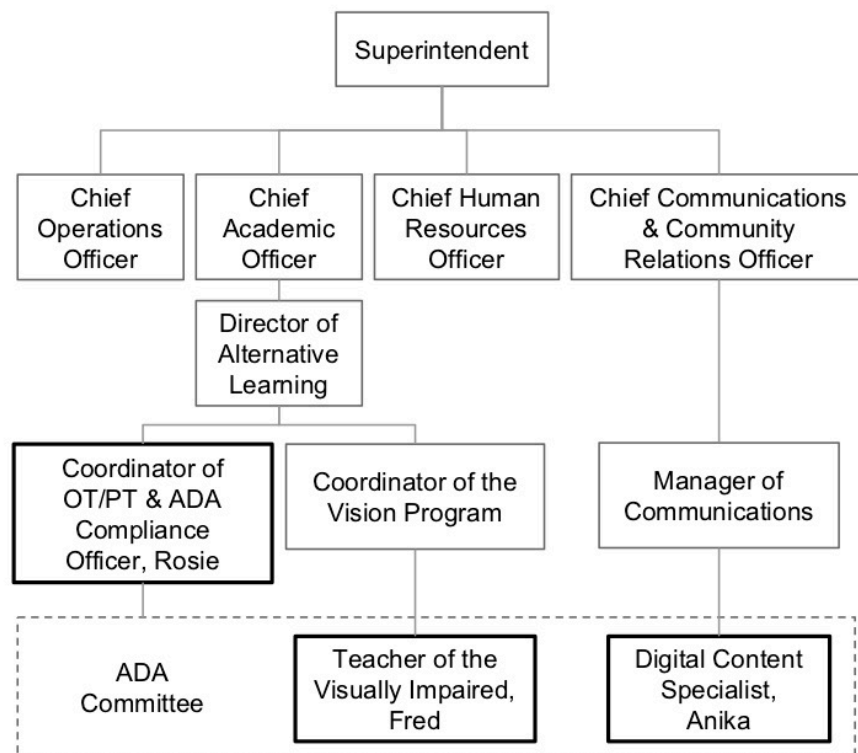 Superintendent
Chief
Operations
Officer
Chief
Academic
Officer
Chief Human
Resources
Officer
Chief Communications
& Community
Relations Officer
Director of
Alternative
Learning
Coordinator of
OT/PT & ADA
Compliance
Officer, Rosie
Coordinator of the
Vision Program
Manager of
Communications
ADA
Committee
Teacher of the
Visually Impaired,
Fred
Digital Content
Specialist,
Anika